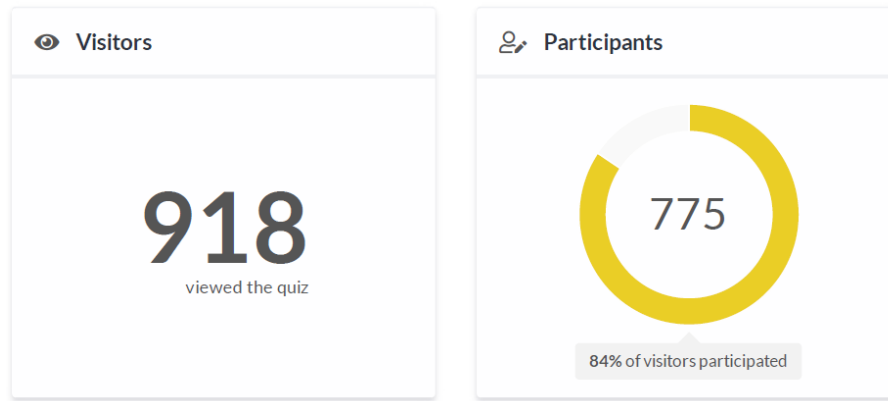 Visitors
918
viewed the quiz
Participants
775
84% of visitors participated